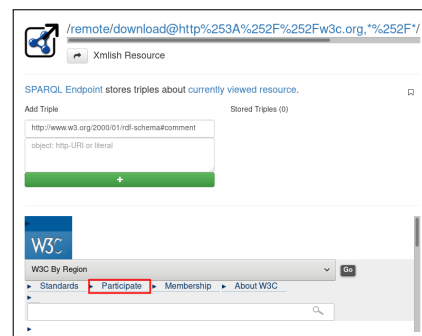 /remote/download@http%253A%252F%252Fw3c.org,*%252F*/
Xmlish Resource
SPARQL Endpoint stores triples about currently viewed resource.
Add Triple
Stored Triples (0)
http://www.w3.org/2000/01/rdf-schema#comment
object: http-URI or literal
+
W3C
W3C By Region
Go
Standards Participate Membership About W3C